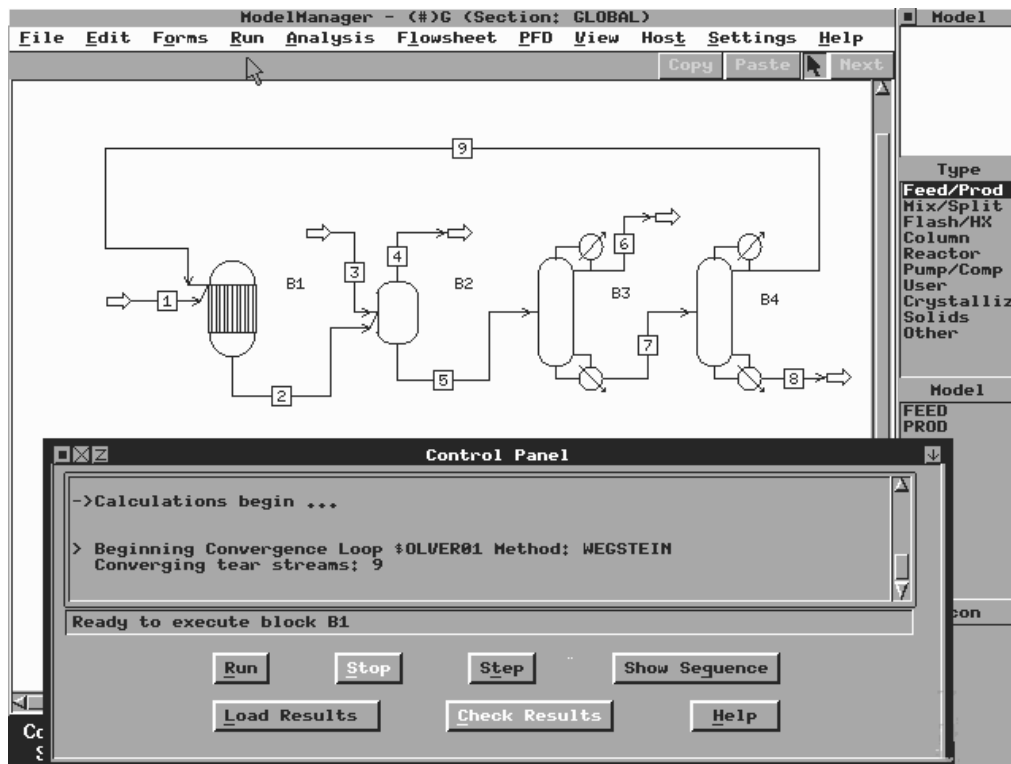 ModelManager - (#)G (Section: GLOBAL)
File Edit Forms Run Analysis Flowsheet PFD View Host Settings Help
Copy Paste Next
9
6
4
3
B1
B2
B3
B4
1
7
5
8
2
Model
Type
Feed/Prod
Mix/Split
Flash/HX
Column
Reactor
Pump/Comp
User
Crystalliz
Solids
Other
Model
FEED
PROD
con
Control Panel
->Calculations begin ...
> Beginning Convergence Loop $OLVER01 Method: WEGSTEIN
Converging tear streams: 9
Ready to execute block B1
Run Stop Step Show Sequence
Load Results Check Results Help